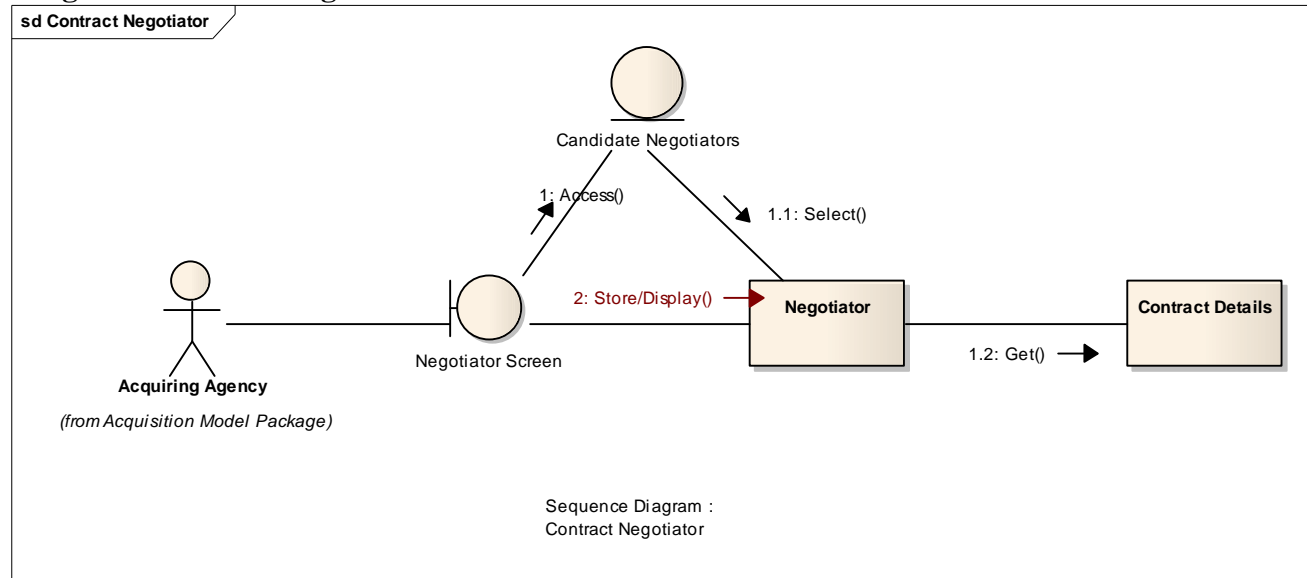 sd Contract Negotiator
Candidate Negotiators
1: Access()
1.1: Select()
2: Store/Display()
Negotiator
Contract Details
Negotiator Screen
1.2: Get()
Acquiring Agency
(from Acquisition Model Package)
Sequence Diagram :
Contract Negotiator